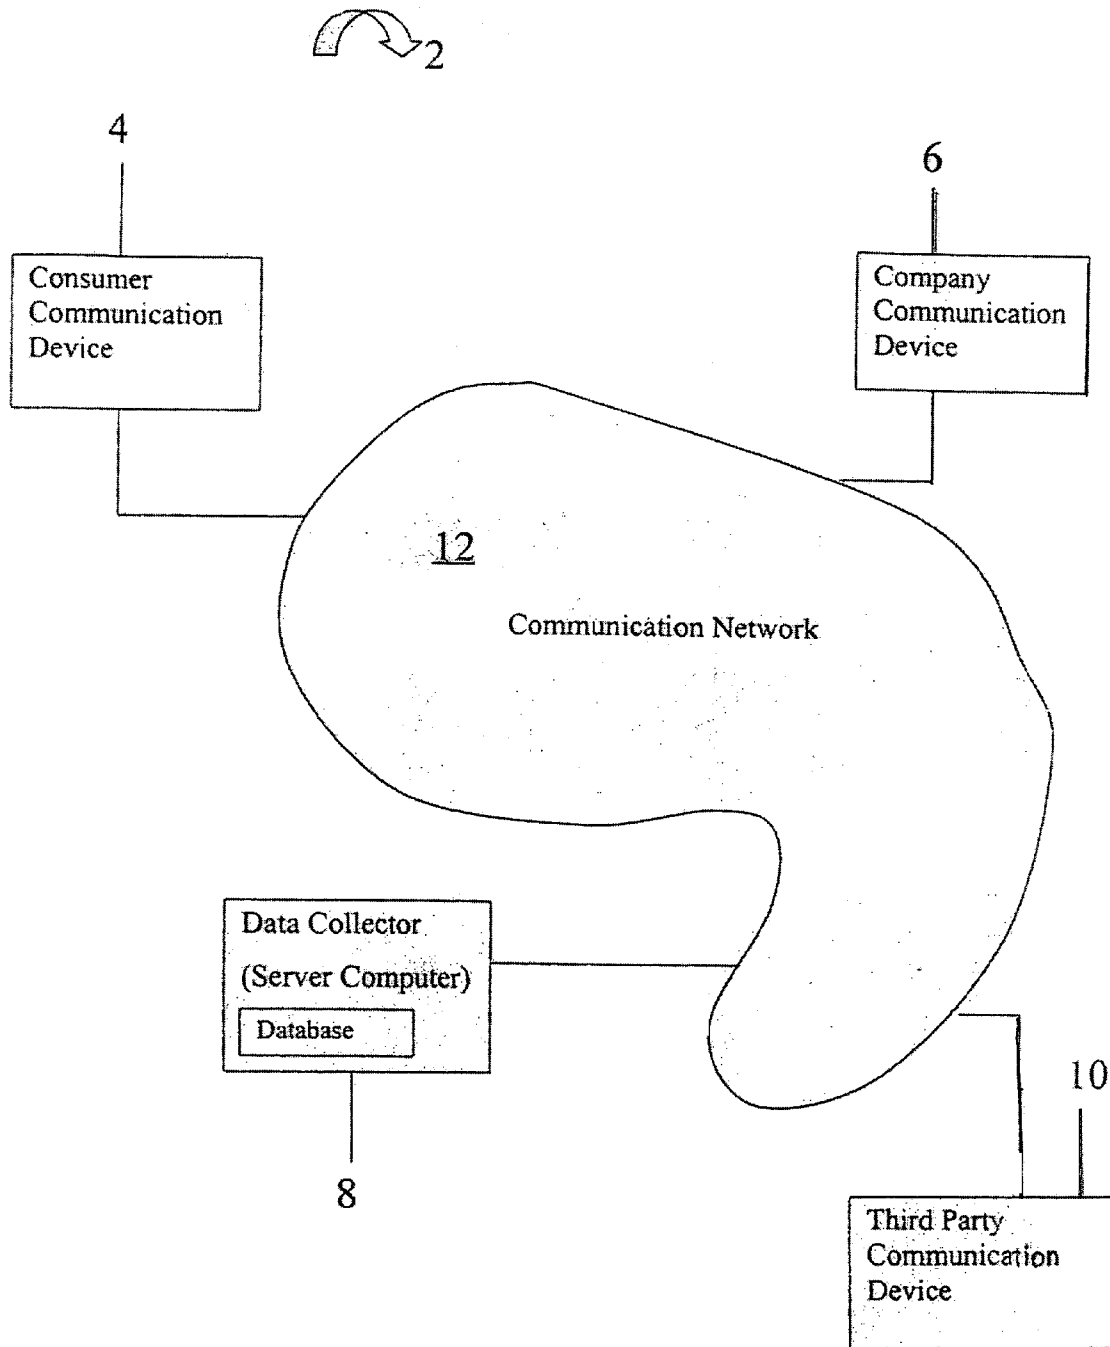 2
4
6
Consumer
Communication
Device
Company
Communication
Device
12
Communication Network
Data Collector
(Server Computer)
Database
8
10
Third Party
Communication
Device